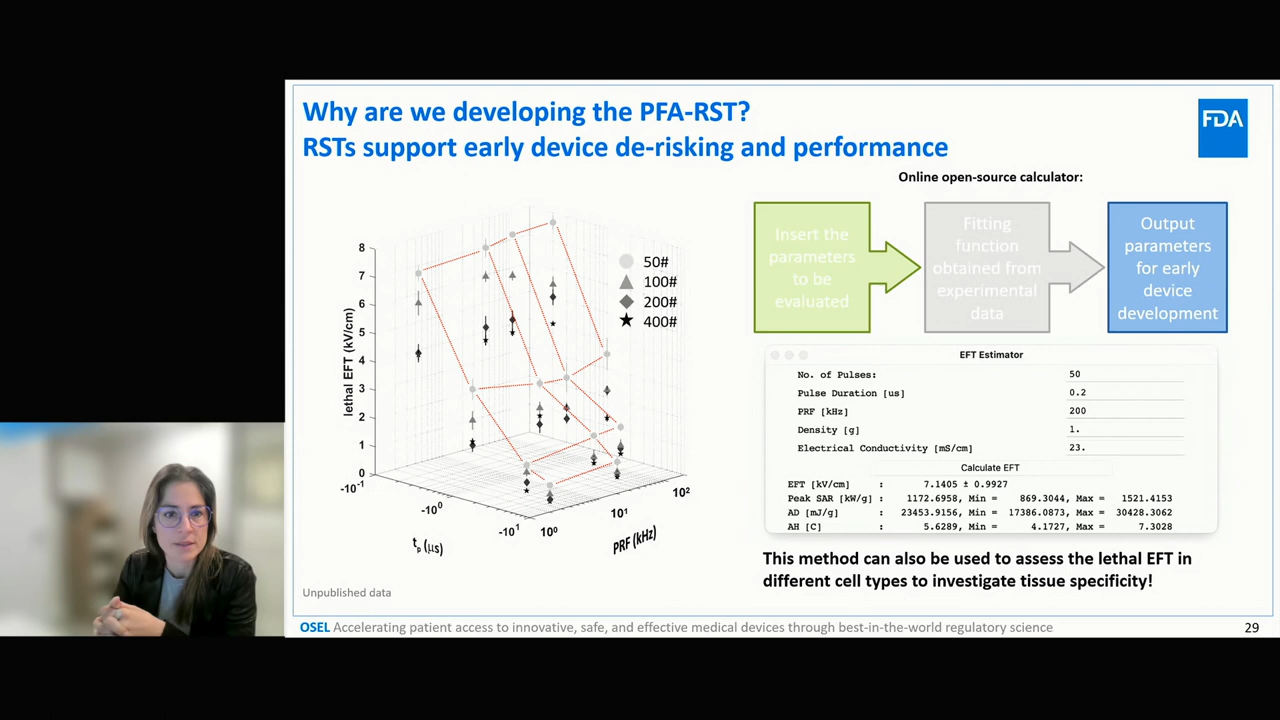 Why are we developing the PFA-RST?
RSTs support early device de-risking and performance
FDA
Online open-source calculator:
Insert the
parameters
to be
evaluated
Fitting
function
obtained from
experimental
data
Output
parameters
for early
device
development
50#
100#
200#
400#
lethal EFT (kV/cm)
8
7
6
5
4
3
2
1
0
-10⁻¹
-10⁰
-10¹
tp (μs)
10⁰
10¹
10²
PRF (kHz)
EFT Estimator
No. of Pulses: 50
Pulse Duration [us] 0.2
PRF [kHz] 200
Density [g] 1.
Electrical Conductivity [mS/cm] 23.
Calculate EFT
EFT [kV/cm] : 7.1405 ± 0.9927
Peak SAR [kW/g] : 1172.6958, Min = 869.3044, Max = 1521.4153
AD [mJ/g] : 23453.9156, Min = 17386.0873, Max = 30428.3062
AH [C] : 5.6289, Min = 4.1727, Max = 7.3028
This method can also be used to assess the lethal EFT in
different cell types to investigate tissue specificity!
Unpublished data
OSEL Accelerating patient access to innovative, safe, and effective medical devices through best-in-the-world regulatory science
29